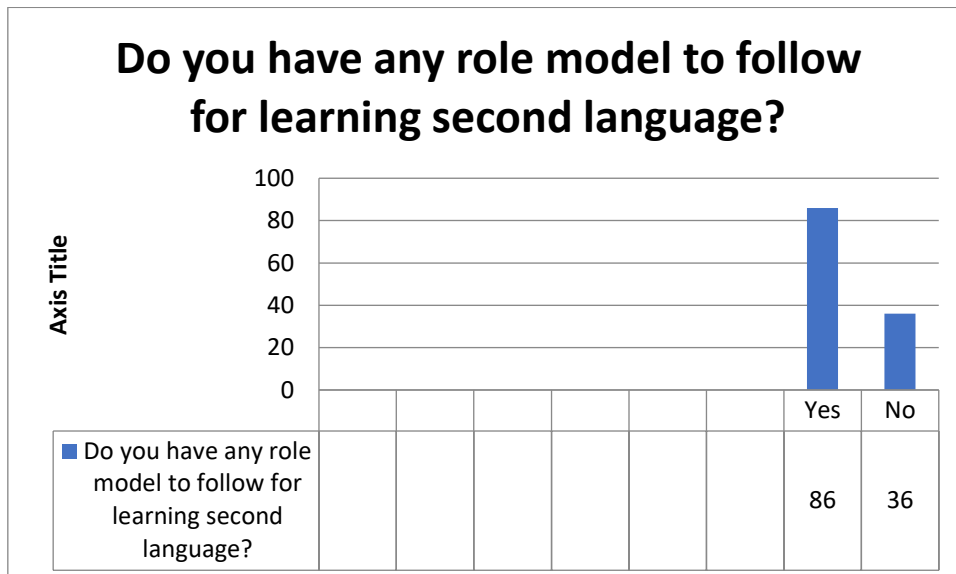 Do you have any role model to follow
for learning second language?
Axis Title
100
80
60
40
20
0
Yes No
Do you have any role
model to follow for
learning second
language?
86 36